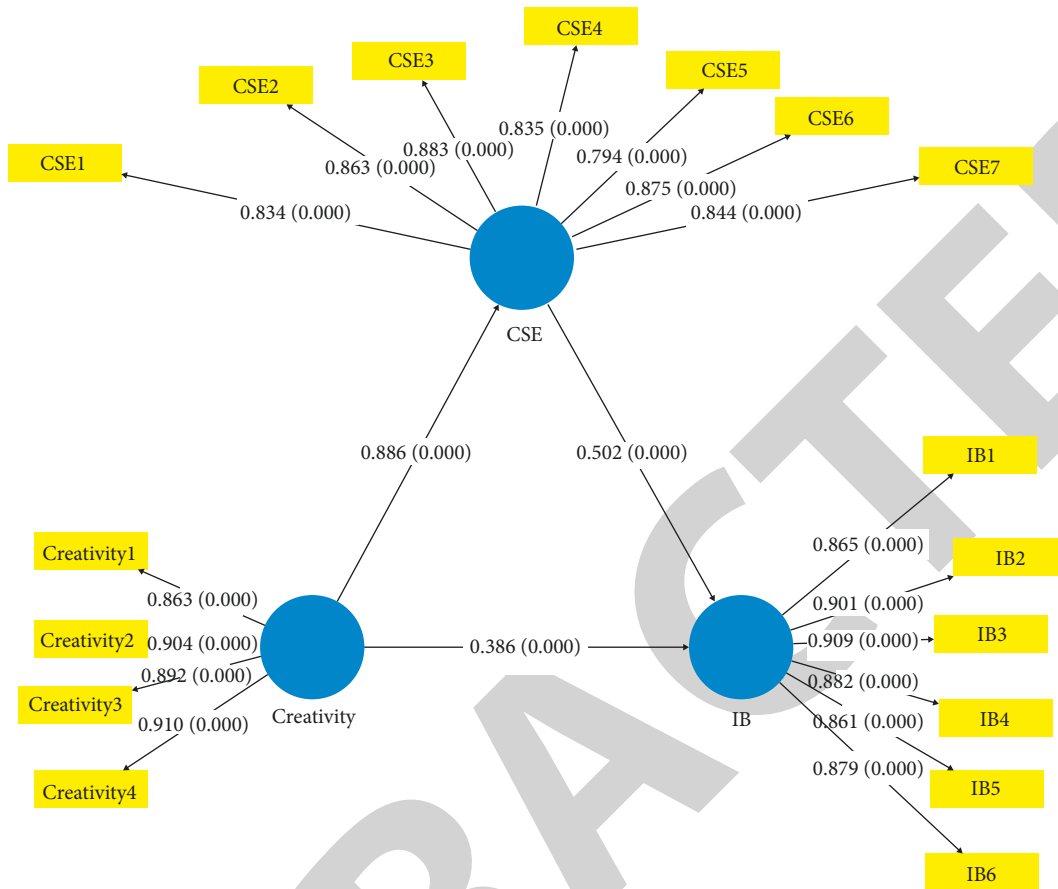 CSE4
CSE3
CSE5
CSE2
CSE6
CSE1
CSE7
0.835 (0.000)
0.883 (0.000)
0.794 (0.000)
0.863 (0.000)
0.875 (0.000)
0.834 (0.000)
0.844 (0.000)
CSE
0.886 (0.000)
0.502 (0.000)
IB1
Creativity1
0.865 (0.000)
IB2
0.863 (0.000)
0.901 (0.000)
Creativity2
0.904 (0.000)
0.386 (0.000)
0.909 (0.000)
IB3
0.892 (0.000)
0.882 (0.000)
Creativity3
Creativity
IB
IB4
0.910 (0.000)
0.861 (0.000)
0.879 (0.000)
Creativity4
IB5
IB6